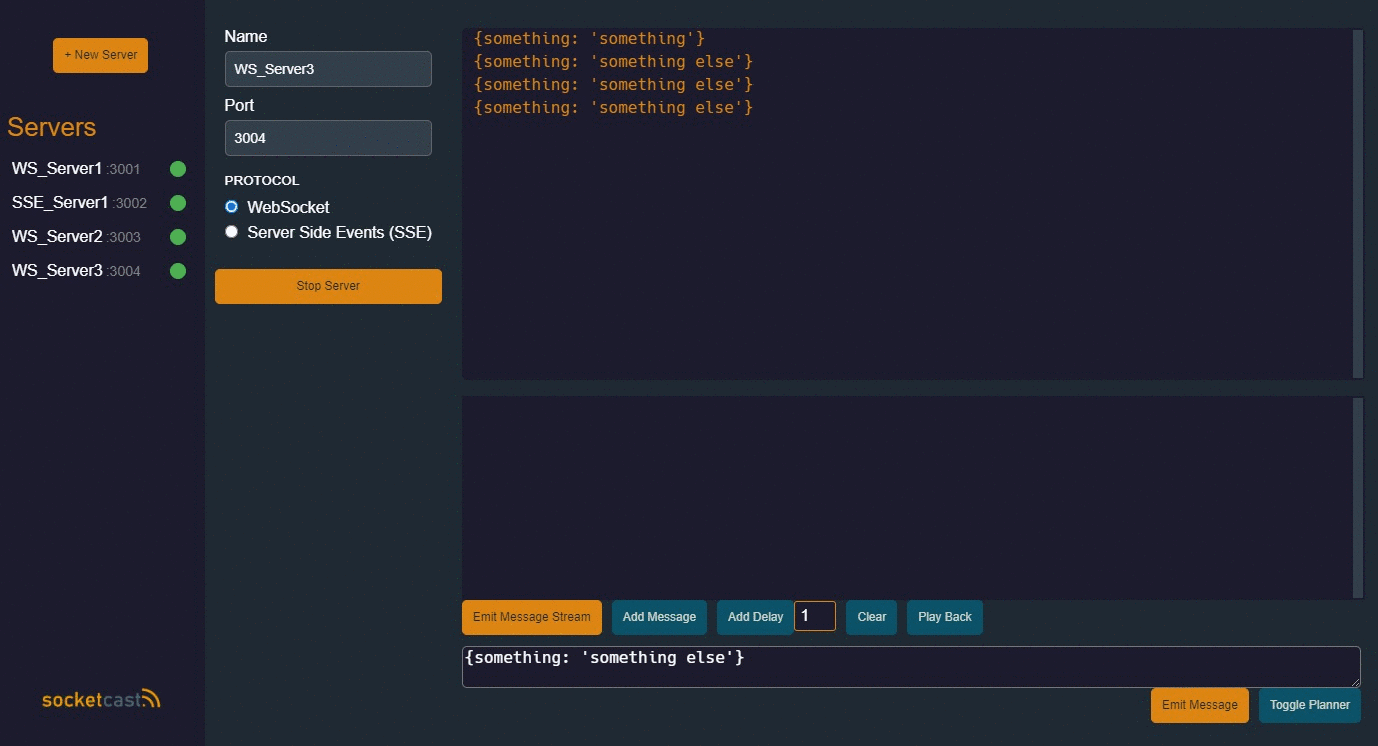 + New Server
Servers
WS_Server1 :3001
SSE_Server1 :3002
WS_Server2 :3003
WS_Server3 :3004
socketcast
Name
WS_Server3
Port
3004
PROTOCOL
WebSocket
Server Side Events (SSE)
Stop Server
{something: 'something'}
{something: 'something else'}
{something: 'something else'}
{something: 'something else'}
Emit Message Stream Add Message Add Delay 1 Clear Play Back
{something: 'something else'}
Emit Message Toggle Planner